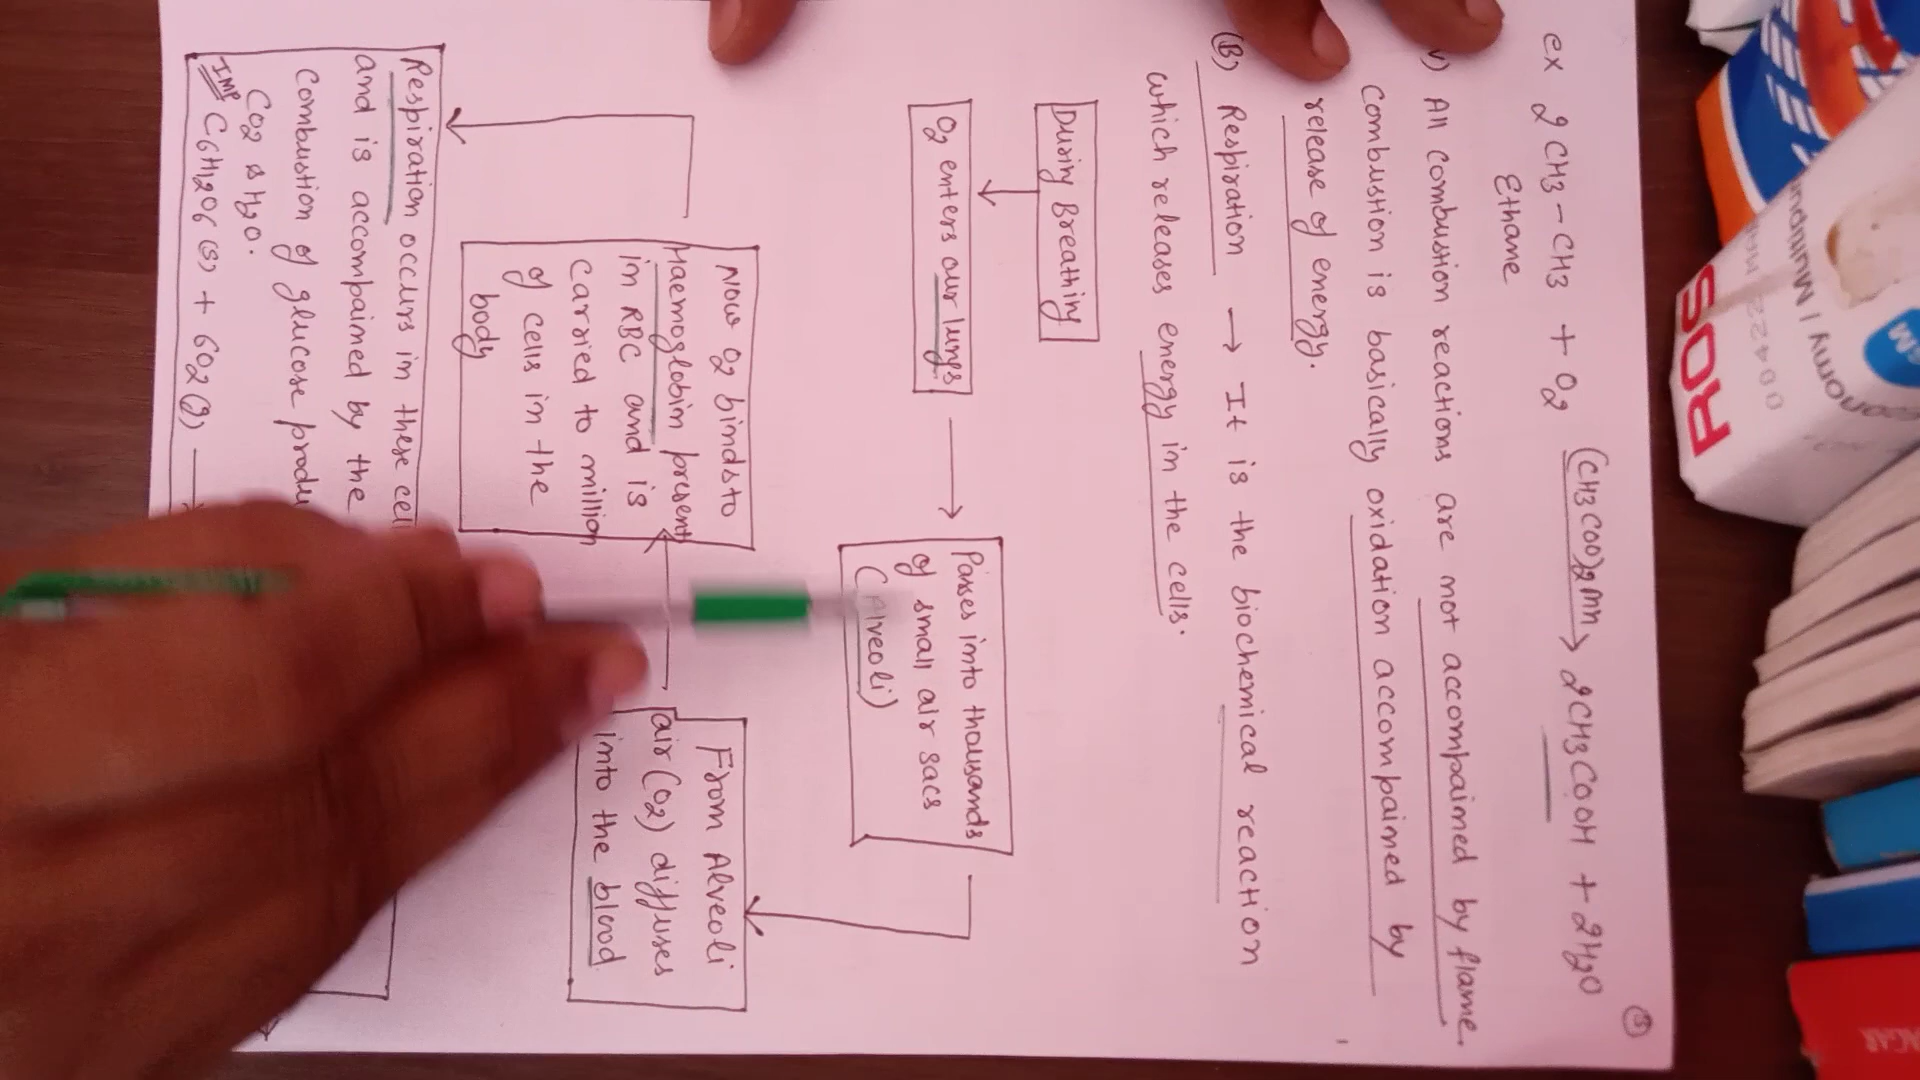 ③
ex 2CH3-CH3 + O2 (CH3COO)2Mn → 2CH3COOH + 2H2O
Ethane
v) All combustion reactions are not accompained by flame.
Combustion is basically oxidation accompained by
release of energy.
(B) Respiration → It is the biochemical reaction
which releases energy in the cells.
During Breathing
O2 enters our lungs
Passes into thousands
of small air sacs
(Alveoli)
From Alveoli
air (O2) diffuses
into the blood
Now O2 binds to
Haemoglobin present
in RBC and is
carried to million
of cells in the
body
Respiration occurs in these
and is accompained by the
Combustion of glucose
CO2 & H2O.
IMP C6H12O6(s) + 6O2(g)
ROS